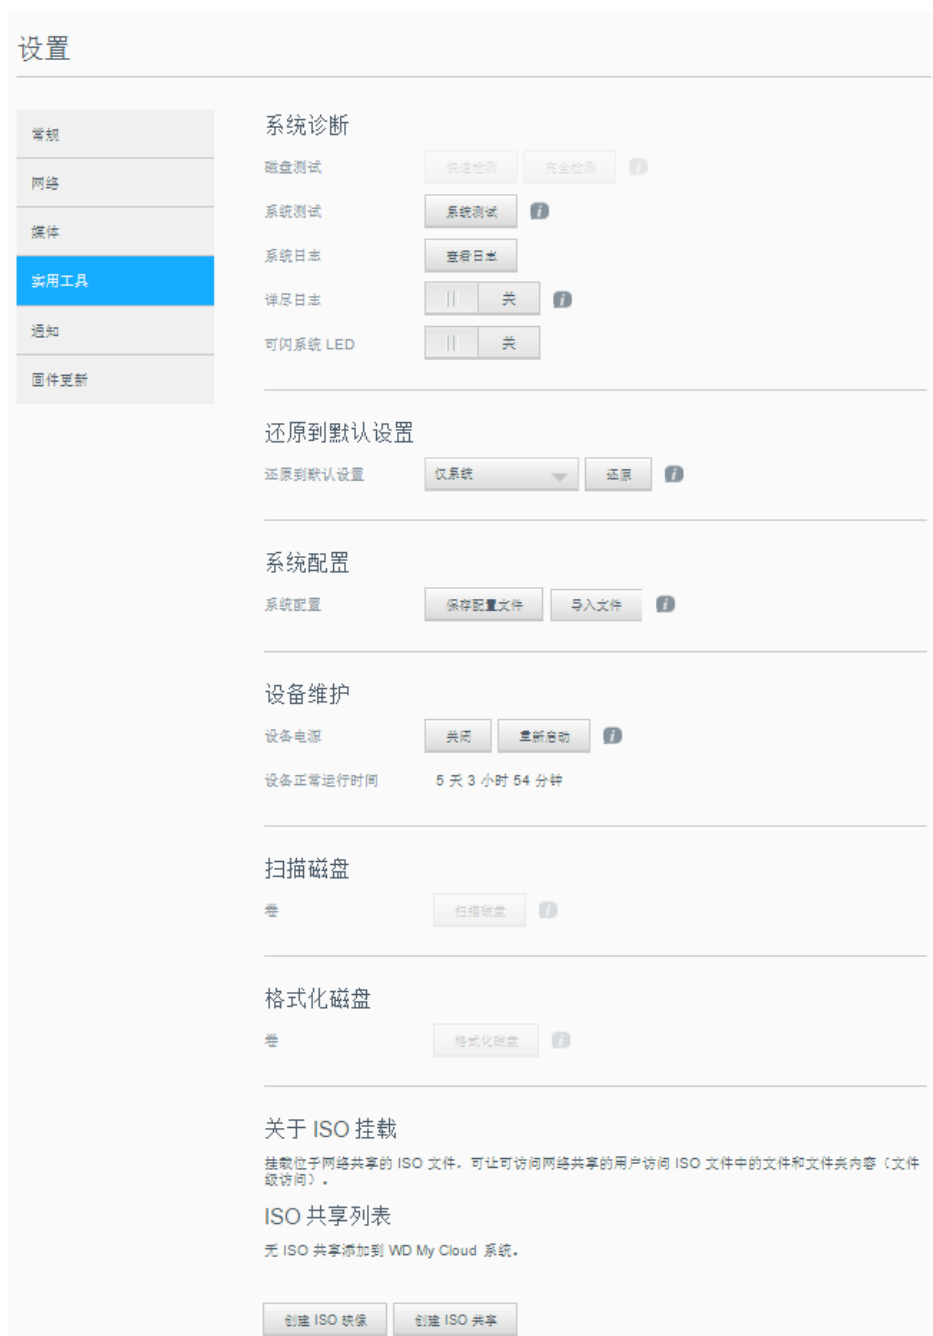 设置
常规
网络
媒体
实用工具
通知
固件更新
系统诊断
磁盘测试 快速检测 完全检测
系统测试 系统测试
系统日志 查看日志
详尽日志 关
可闪系统 LED 关
还原到默认设置
还原到默认设置 仅系统 还原
系统配置
系统配置 保存配置文件 导入文件
设备维护
设备电源 关闭 重新启动
设备正常运行时间 5 天 3 小时 54 分钟
扫描磁盘
卷 扫描磁盘
格式化磁盘
卷 格式化磁盘
关于 ISO 挂载
挂载位于网络共享的 ISO 文件，可让可访问网络共享的用户访问 ISO 文件中的文件和文件夹内容（文件
级访问）。
ISO 共享列表
无 ISO 共享添加到 WD My Cloud 系统。
创建 ISO 映像 创建 ISO 共享